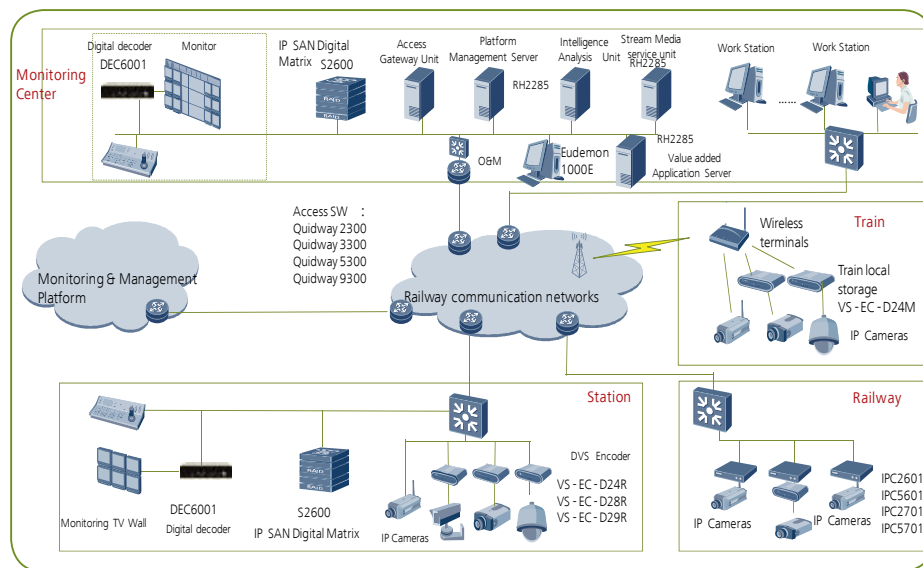 Monitoring
Center
Digital decoder
DEC6001
Monitor
IP SAN Digital
Matrix S2600
RAID
Access
Gateway Unit
Platform
Management Server
RH2285
Intelligence
Analysis Unit
Stream Media
service unit
RH2285
Work Station
Work Station
......
O&M
Eudemon
1000E
RH2285
Value added
Application Server
Access SW :
Quidway 2300
Quidway 3300
Quidway 5300
Quidway 9300
Monitoring & Management
Platform
Railway communication networks
Train
Wireless
terminals
Train local
storage
VS-EC-D24M
IP Cameras
Station
Monitoring TV Wall
DEC6001
Digital decoder
RAID
S2600
IP SAN Digital Matrix
DVS Encoder
VS-EC-D24R
VS-EC-D28R
VS-EC-D29R
IP Cameras
Railway
IP Cameras
IP Cameras
IPC2601
IPC5601
IPC2701
IPC5701